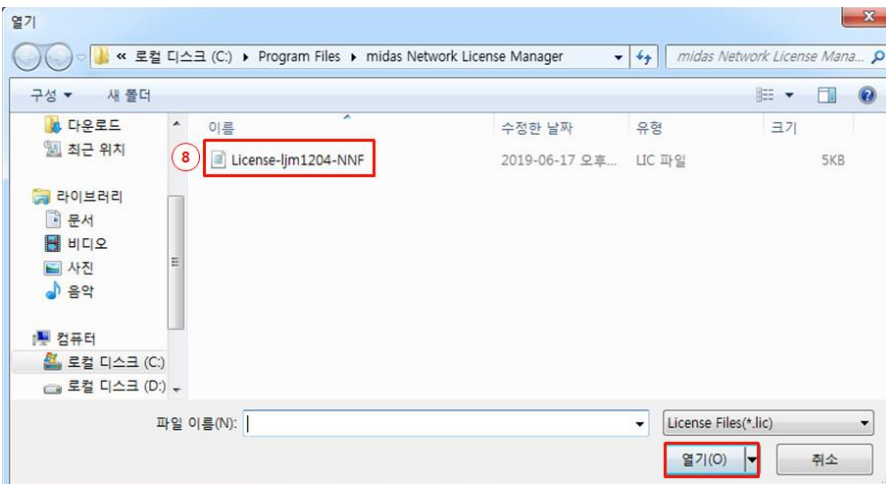 열기
« 로컬 디스크 (C:) ▸ Program Files ▸ midas Network License Manager
midas Network License Mana...
구성 새 폴더
다운로드
최근 위치
라이브러리
문서
비디오
사진
음악
컴퓨터
로컬 디스크 (C:)
로컬 디스크 (D:)
이름 수정한 날짜 유형 크기
8 License-ljm1204-NNF 2019-06-17 오후... LIC 파일 5KB
파일 이름(N): License Files(*.lic)
열기(O) 취소